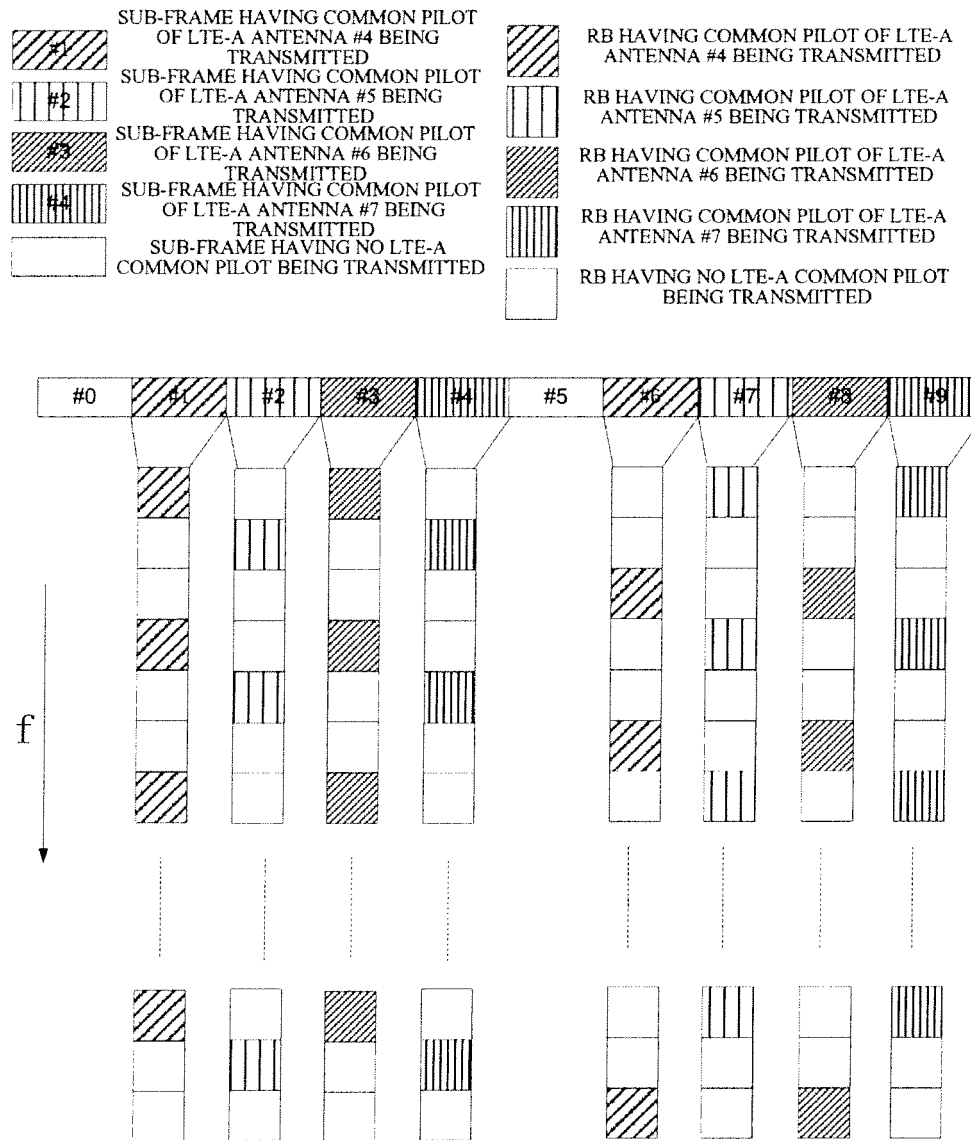 #1
SUB-FRAME HAVING COMMON PILOT
OF LTE-A ANTENNA #4 BEING
TRANSMITTED
#2
SUB-FRAME HAVING COMMON PILOT
OF LTE-A ANTENNA #5 BEING
TRANSMITTED
#3
SUB-FRAME HAVING COMMON PILOT
OF LTE-A ANTENNA #6 BEING
TRANSMITTED
#4
SUB-FRAME HAVING COMMON PILOT
OF LTE-A ANTENNA #7 BEING
TRANSMITTED
SUB-FRAME HAVING NO LTE-A
COMMON PILOT BEING TRANSMITTED
RB HAVING COMMON PILOT OF LTE-A
ANTENNA #4 BEING TRANSMITTED
RB HAVING COMMON PILOT OF LTE-A
ANTENNA #5 BEING TRANSMITTED
RB HAVING COMMON PILOT OF LTE-A
ANTENNA #6 BEING TRANSMITTED
RB HAVING COMMON PILOT OF LTE-A
ANTENNA #7 BEING TRANSMITTED
RB HAVING NO LTE-A COMMON PILOT
BEING TRANSMITTED
#0 #1 #2 #3 #4 #5 #6 #7 #8 #9
f